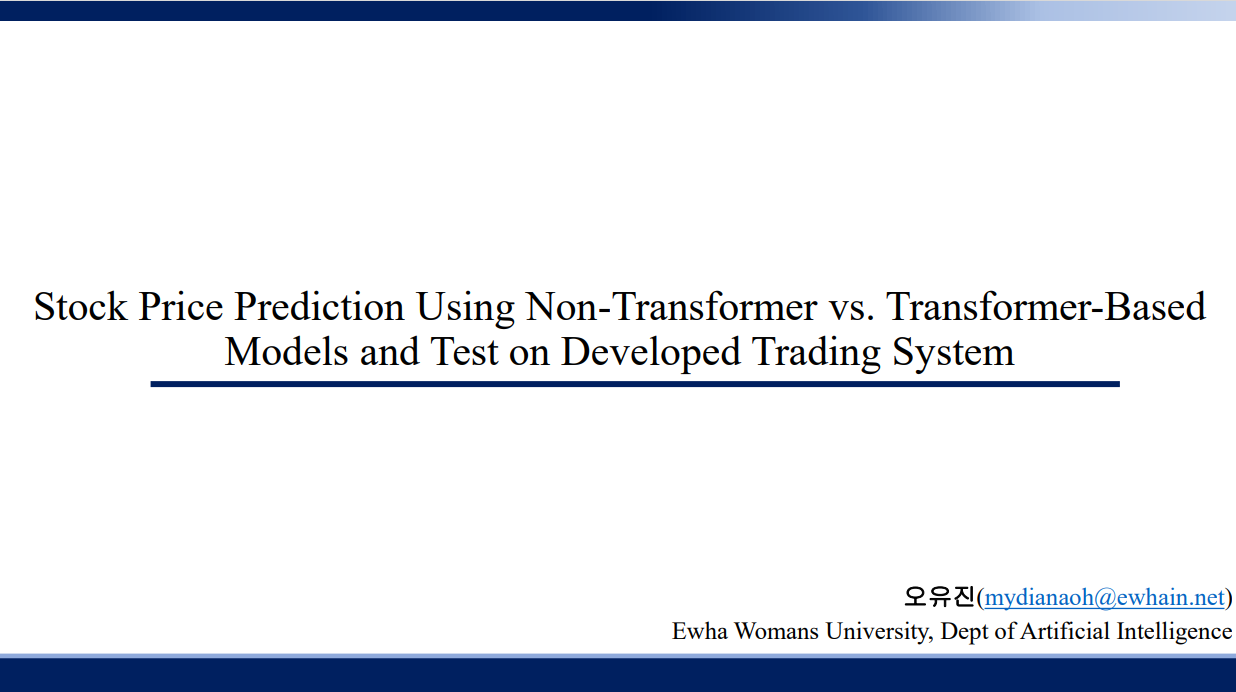 Stock Price Prediction Using Non-Transformer vs. Transformer-Based
Models and Test on Developed Trading System
오유진(mydianaoh@ewhain.net)
Ewha Womans University, Dept of Artificial Intelligence